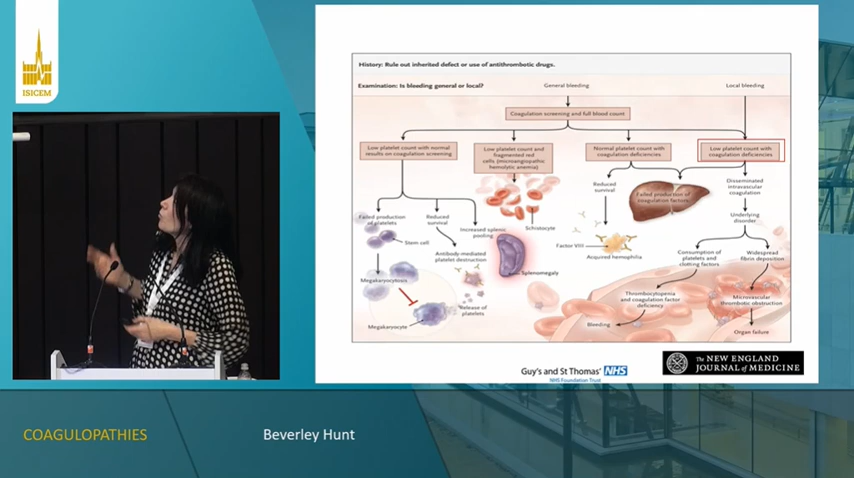 ISICEM
History: Rule out inherited defect or use of antithrombotic drugs.
Examination: Is bleeding general or local?
General bleeding
Local bleeding
Coagulation screening and full blood count
Low platelet count with normal
results on coagulation screening
Low platelet count and
fragmented red
cells (microangiopathic
hemolytic anemia)
Normal platelet count with
coagulation deficiencies
Low platelet count with
coagulation deficiencies
Failed production
of platelets
Reduced
survival
Increased splenic
pooling
Schistocyte
Reduced
survival
Failed production of
coagulation factors
Disseminated
intravascular
coagulation
Underlying
disorder
Stem cell
Antibody-mediated
platelet destruction
Splenomegaly
Factor VIII
Acquired hemophilia
Consumption of
platelets and
clotting factors
Widespread
fibrin deposition
Megakaryocytosis
Megakaryocyte
Release of
platelets
Thrombocytopenia
and coagulation factor
deficiency
Bleeding
Microvascular
thrombotic obstruction
Organ failure
Guy's and St Thomas' NHS
NHS Foundation Trust
The NEW ENGLAND
JOURNAL of MEDICINE
COAGULOPATHIES
Beverley Hunt